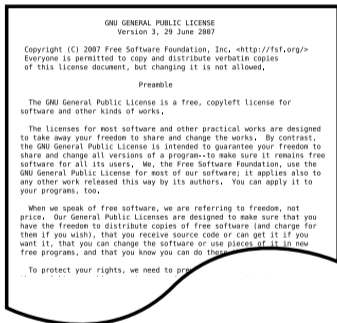 GNU GENERAL PUBLIC LICENSE
Version 3, 29 June 2007
Copyright (C) 2007 Free Software Foundation, Inc. <http://fsf.org/>
Everyone is permitted to copy and distribute verbatim copies
of this license document, but changing it is not allowed.
Preamble
The GNU General Public License is a free, copyleft license for
software and other kinds of works.
The licenses for most software and other practical works are designed
to take away your freedom to share and change the works. By contrast,
the GNU General Public License is intended to guarantee your freedom to
share and change all versions of a program--to make sure it remains free
software for all its users. We, the Free Software Foundation, use the
GNU General Public License for most of our software; it applies also to
any other work released this way by its authors. You can apply it to
your programs, too.
When we speak of free software, we are referring to freedom, not
price. Our General Public Licenses are designed to make sure that you
have the freedom to distribute copies of free software (and charge for
them if you wish), that you receive source code or can get it if you
want it, that you can change the software or use pieces of it in new
free programs, and that you know you can do these
To protect your rights, we need to